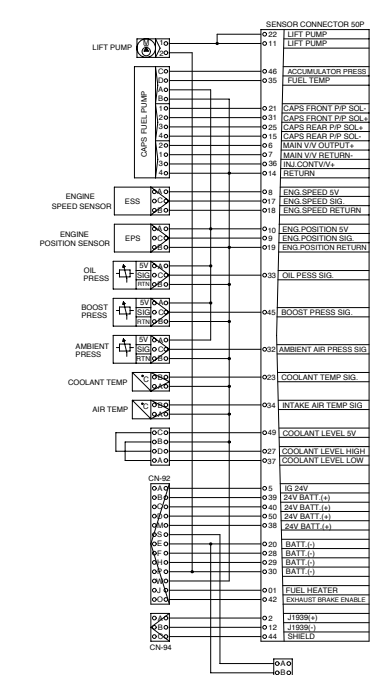 SENSOR CONNECTOR 50P
22 LIFT PUMP
LIFT PUMP M 1 11 LIFT PUMP
2
CAPS FUEL PUMP
C 46 ACCUMULATOR PRESS
D 35 FUEL TEMP
A
B
1 21 CAPS FRONT P/P SOL-
2 31 CAPS FRONT P/P SOL+
3 25 CAPS REAR P/P SOL+
4 15 CAPS REAR P/P SOL-
2 6 MAIN V/V OUTPUT+
1 7 MAIN V/V RETURN-
3 36 INJ.CONTV/V+
4 14 RETURN
ENGINE SPEED SENSOR ESS
A 8 ENG.SPEED 5V
C 17 ENG.SPEED SIG.
B 18 ENG.SPEED RETURN
ENGINE POSITION SENSOR EPS
A 10 ENG.POSITION 5V
C 9 ENG.POSITION SIG.
B 19 ENG.POSITION RETURN
OIL PRESS
5V A
SIG C 33 OIL PESS SIG.
RTN B
BOOST PRESS
5V A
SIG C 45 BOOST PRESS SIG.
RTN B
AMBIENT PRESS
5V A
SIG C 32 AMBIENT AIR PRESS SIG
RTN B
COOLANT TEMP °C B 23 COOLANT TEMP SIG.
A
AIR TEMP °C B 34 INTAKE AIR TEMP SIG
A
C 49 COOLANT LEVEL 5V
B
D 27 COOLANT LEVEL HIGH
A 37 COOLANT LEVEL LOW
CN-92
A 5 IG 24V
B 39 24V BATT.(+)
C 40 24V BATT.(+)
D 50 24V BATT.(+)
M 38 24V BATT.(+)
S
E 20 BATT.(-)
F 28 BATT.(-)
H 29 BATT.(-)
P 30 BATT.(-)
W
J 01 FUEL HEATER
O 42 EXHAUST BRAKE ENABLE
A 2 J1939(+)
B 12 J1939(-)
C 44 SHIELD
CN-94
A
B